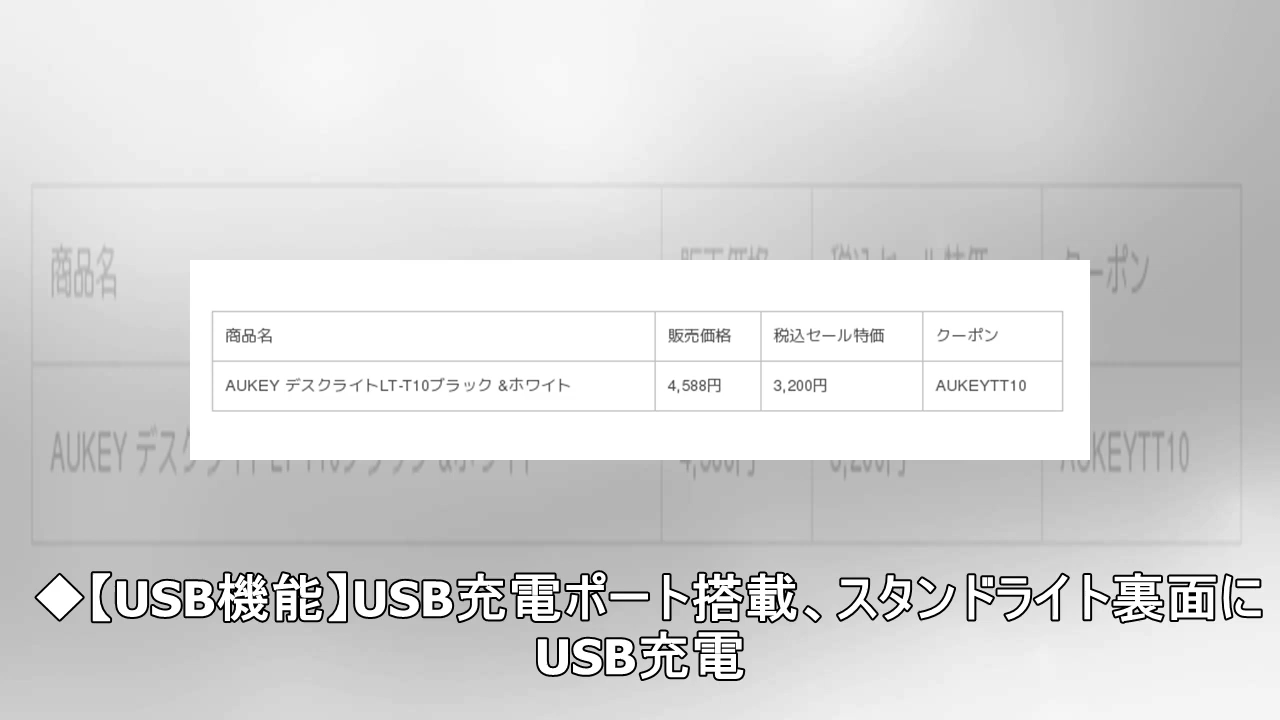 商品名 販売価格 税込セール特価 クーポン
AUKEY デスクライトLT-T10ブラック &ホワイト 4,588円 3,200円 AUKEYTT10
◆【USB機能】USB充電ポート搭載、スタンドライト裏面に
USB充電